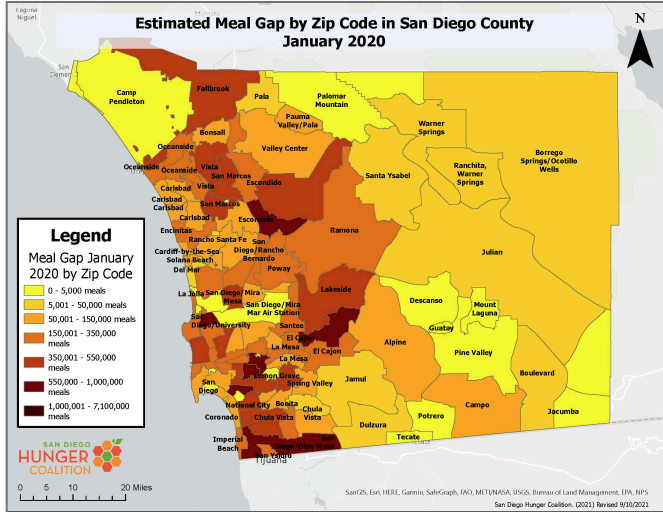 Laguna
Niguel
Estimated Meal Gap by Zip Code in San Diego County
January 2020
N
San
Camp
Pendleton
Fallbrook
Pala
Palomar
Mountain
Pauma
Valley/Pala
Warner
Springs
Bonsall
Oceanside
Valley Center
Borrego
Springs/Ocotillo
Wells
Oceanside
Oceanside
Vista
San Marcos
Ranchita,
Warner
Springs
Santa Ysabel
Carlsbad
Vista
Escondido
Carlsbad
Carlsbad
San Marcos
Carlsbad
Escondido
Encinitas
Ramona
Rancho Santa Fe
San
Diego/Rancho
Bernardo
Cardiff-by-the-Sea
Solana Beach
Julian
Del Mar
Poway
La Jolla
San Diego/Mira
Mesa
Lakeside
San Diego/Mira
Mar Air Station
Descanso
Mount
Laguna
San
Diego/University
Santee
Guatay
El Cajon
La Mesa
El Cajon
Alpine
Pine Valley
La Mesa
Lemon Grove
Spring Valley
Jamul
Boulevard
San
Diego
National City
Bonita
Coronado
Chula Vista
Chula
Vista
Campo
Potrero
Jacumba
Dulzura
Imperial
Beach
San
Diego/Otay Mesa
Tecate
San Ysidro
Tijuana
Legend
Meal Gap January
2020 by Zip Code
0 - 5,000 meals
5,001 - 50,000 meals
50,001 - 150,000 meals
150,001 - 350,000
meals
350,001 - 550,000
meals
550,000 - 1,000,000
meals
1,000,001 - 7,100,000
meals
SAN DIEGO
HUNGER
COALITION
0 5 10 20 Miles
SanGIS, Esri, HERE, Garmin, SafeGraph, FAO, METI/NASA, USGS, Bureau of Land Management, EPA, NPS
San Diego Hunger Coalition. (2021) Revised 9/10/2021